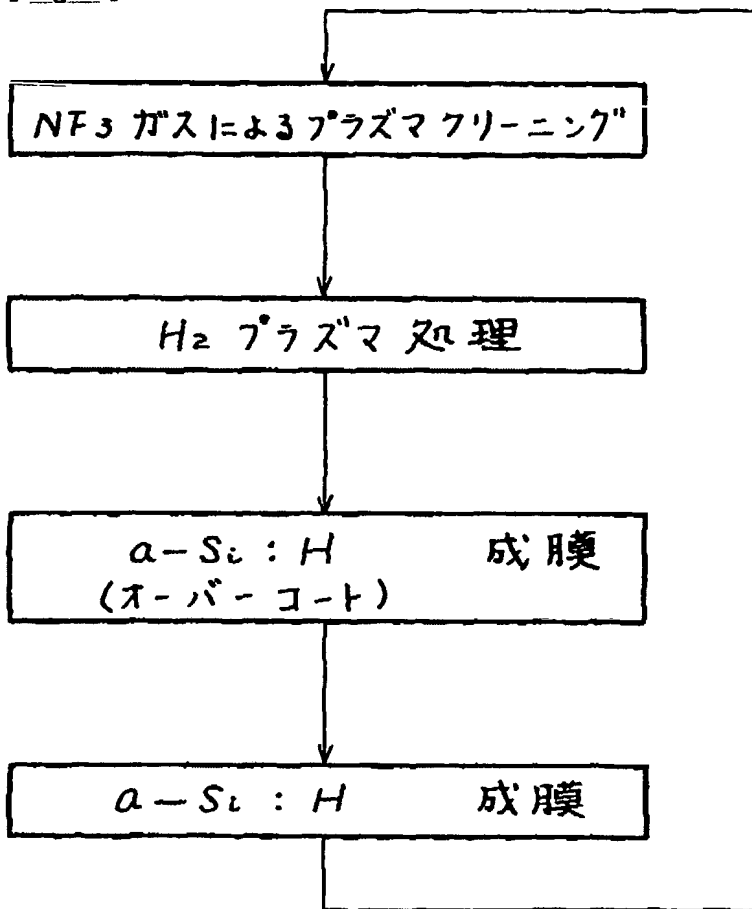 NF3 ガスによるプラズマクリーニング
H2 プラズマ 処理
a-Si : H 成膜
(オーバーコート)
a-Si : H 成膜